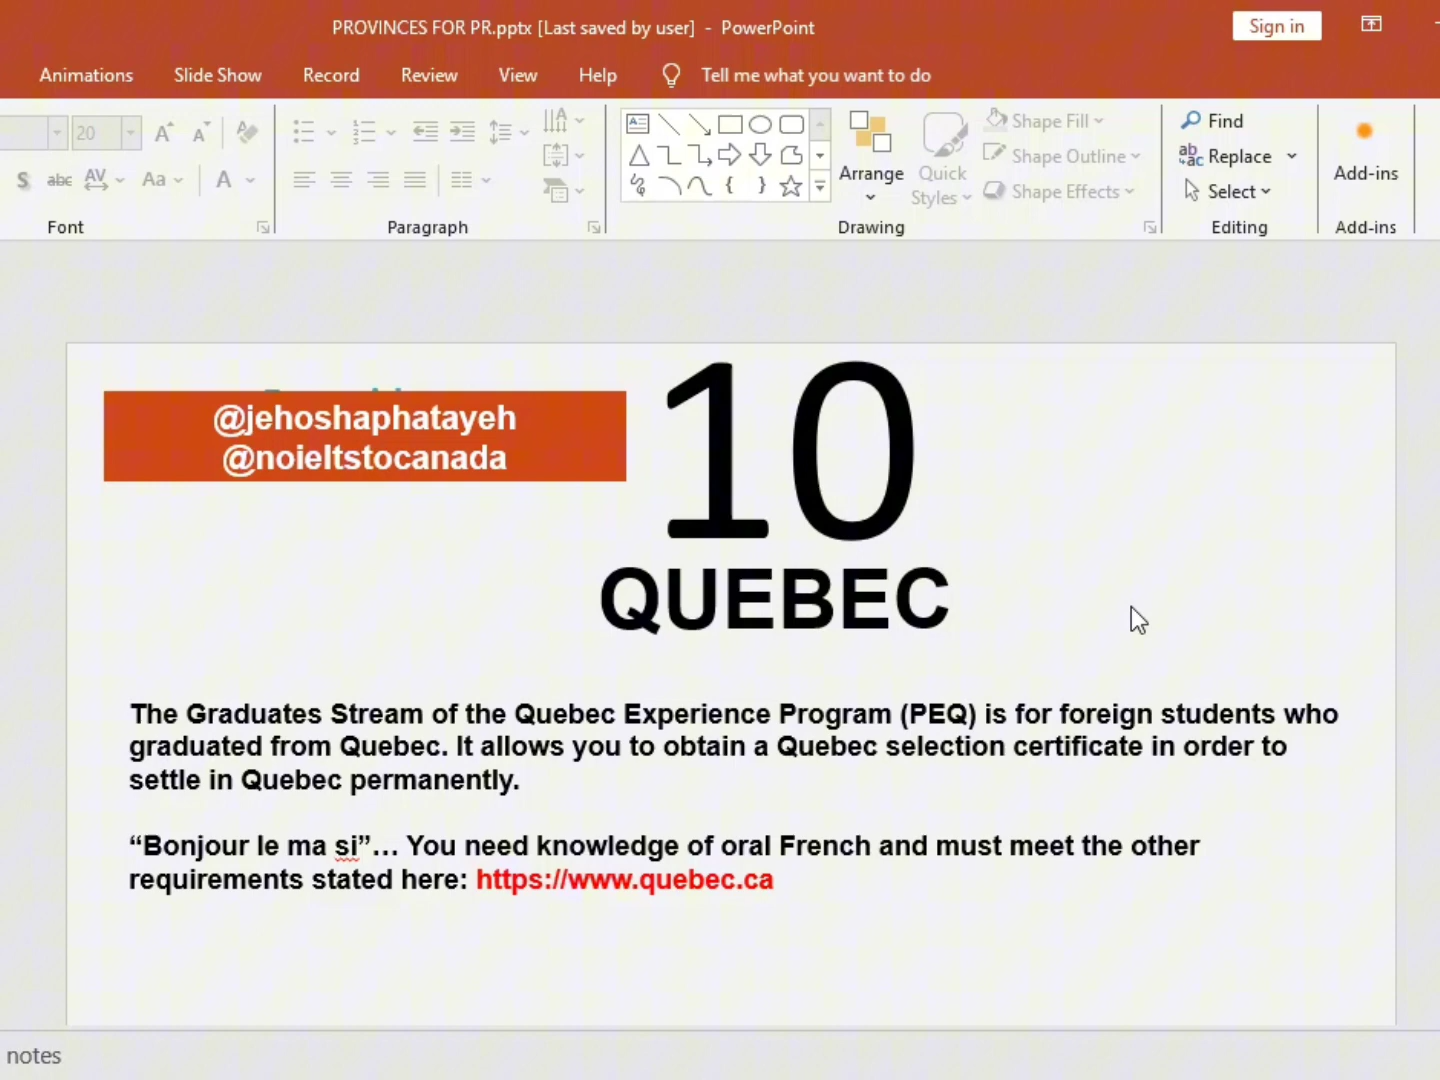 PROVINCES FOR PR.pptx [Last saved by user] - PowerPoint
Sign in
Animations Slide Show Record Review View Help Tell me what you want to do
20
Shape Fill
Find
Shape Outline
Replace
Arrange Quick Styles
Shape Effects
Select
Add-ins
Font Paragraph Drawing Editing Add-ins
@jehoshaphatayeh
@noieltstocanada
10
QUEBEC
The Graduates Stream of the Quebec Experience Program (PEQ) is for foreign students who
graduated from Quebec. It allows you to obtain a Quebec selection certificate in order to
settle in Quebec permanently.
“Bonjour le ma si”… You need knowledge of oral French and must meet the other
requirements stated here: https://www.quebec.ca
notes